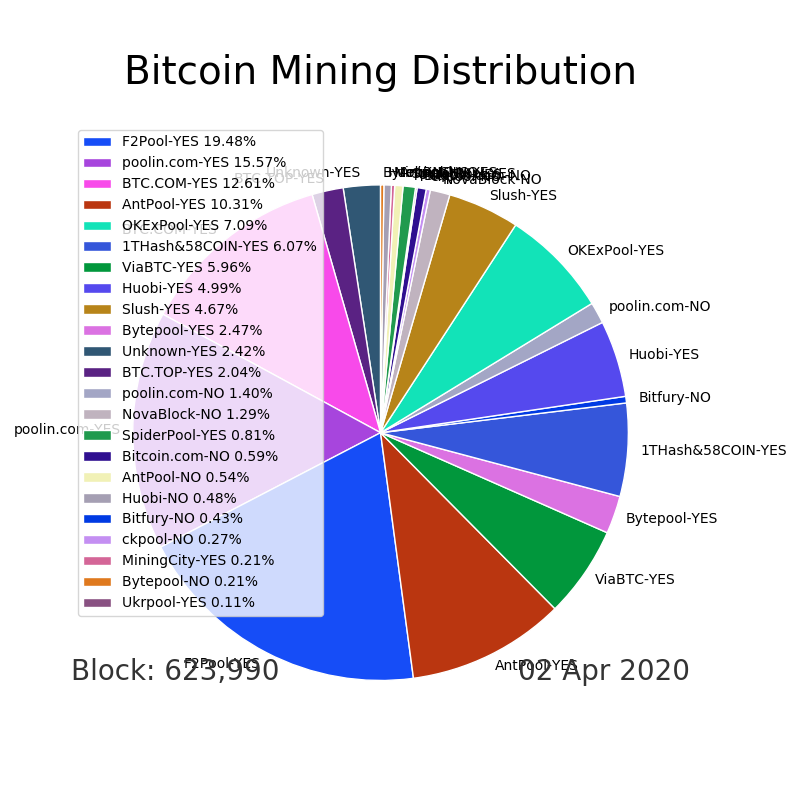 Bitcoin Mining Distribution
F2Pool-YES 19.48%
poolin.com-YES 15.57%
BTC.COM-YES 12.61%
AntPool-YES 10.31%
OKExPool-YES 7.09%
1THash&58COIN-YES 6.07%
ViaBTC-YES 5.96%
Huobi-YES 4.99%
Slush-YES 4.67%
Bytepool-YES 2.47%
Unknown-YES 2.42%
BTC.TOP-YES 2.04%
poolin.com-NO 1.40%
NovaBlock-NO 1.29%
SpiderPool-YES 0.81%
Bitcoin.com-NO 0.59%
AntPool-NO 0.54%
Huobi-NO 0.48%
Bitfury-NO 0.43%
ckpool-NO 0.27%
MiningCity-YES 0.21%
Bytepool-NO 0.21%
Ukrpool-YES 0.11%
Unknown-YES
BTC.TOP-YES
BTC.COM-YES
poolin.com-YES
F2Pool-YES
NovaBlock-NO
Slush-YES
OKExPool-YES
poolin.com-NO
Huobi-YES
Bitfury-NO
1THash&58COIN-YES
Bytepool-YES
ViaBTC-YES
AntPool-YES
Block: 623,990
02 Apr 2020